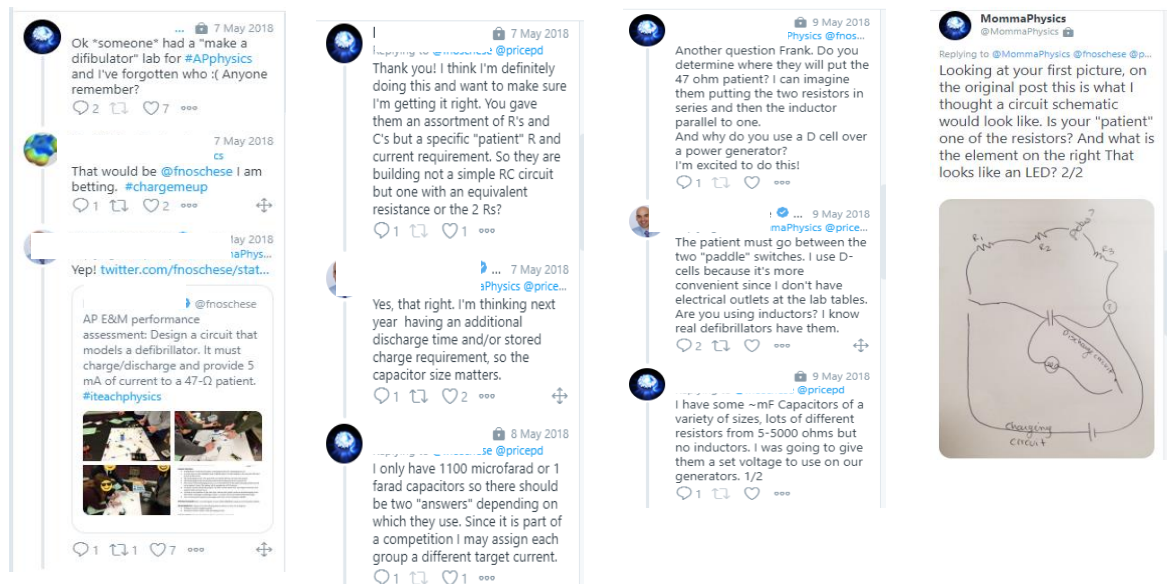 ... 7 May 2018
Ok *someone* had a "make a
difibulator" lab for #APphysics
and I've forgotten who :( Anyone
remember?
2 7
7 May 2018
cs
That would be @fnoschese I am
betting. #chargemeup
1 2
May 2018
aPhys...
Yep! twitter.com/fnoschese/stat...
@fnoschese
AP E&M performance
assessment: Design a circuit that
models a defibrillator. It must
charge/discharge and provide 5
mA of current to a 47-Ω patient.
#iteachphysics
1 1 7
7 May 2018
Replying to @fnoschese @pricepd
Thank you! I think I'm definitely
doing this and want to make sure
I'm getting it right. You gave
them an assortment of R's and
C's but a specific "patient" R and
current requirement. So they are
building not a simple RC circuit
but one with an equivalent
resistance or the 2 Rs?
1 1
... 7 May 2018
aPhysics @price...
Yes, that right. I'm thinking next
year having an additional
discharge time and/or stored
charge requirement, so the
capacitor size matters.
1 2
8 May 2018
@pricepd
I only have 1100 microfarad or 1
farad capacitors so there should
be two "answers" depending on
which they use. Since it is part of
a competition I may assign each
group a different target current.
1 1
9 May 2018
Physics @fnos...
Another question Frank. Do you
determine where they will put the
47 ohm patient? I can imagine
them putting the two resistors in
series and then the inductor
parallel to one.
And why do you use a D cell over
a power generator?
I'm excited to do this!
1
... 9 May 2018
mmaPhysics @price...
The patient must go between the
two "paddle" switches. I use D-
cells because it's more
convenient since I don't have
electrical outlets at the lab tables.
Are you using inductors? I know
real defibrillators have them.
2
9 May 2018
@pricepd
I have some ~mF Capacitors of a
variety of sizes, lots of different
resistors from 5-5000 ohms but
no inductors. I was going to give
them a set voltage to use on our
generators. 1/2
1
MommaPhysics
@MommaPhysics
Replying to @MommaPhysics @fnoschese @p...
Looking at your first picture, on
the original post this is what I
thought a circuit schematic
would look like. Is your "patient"
one of the resistors? And what is
the element on the right That
looks like an LED? 2/2
R1
R2
R3
Discharge circuit
Charging
circuit